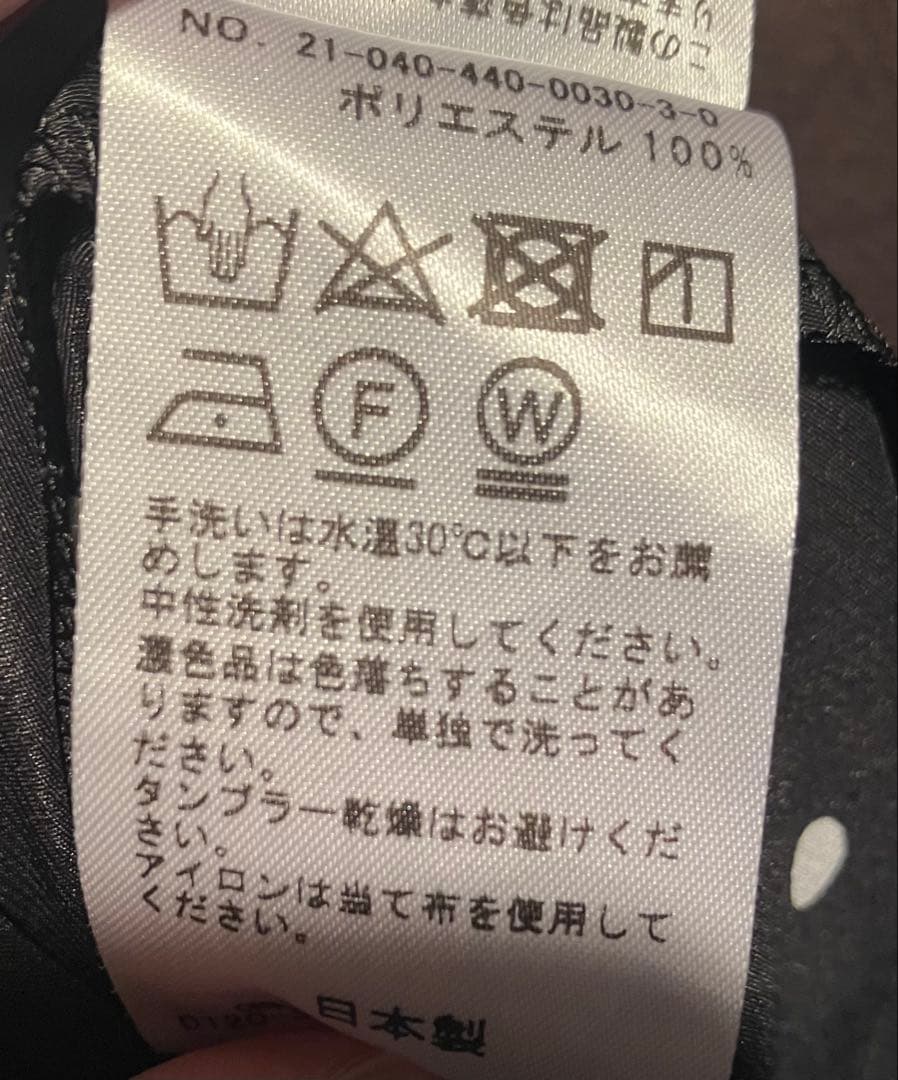 NO. 21-040-440-0030-3-0
ポリエステル 100%
F W
手洗いは水温30℃以下をお薦
めします。
中性洗剤を使用してください。
濃色品は色落ちすることがあ
りますので、単独で洗ってく
ださい。
タンブラー乾燥はお避けくだ
さい。
アイロンは当て布を使用して
ください。
日本製